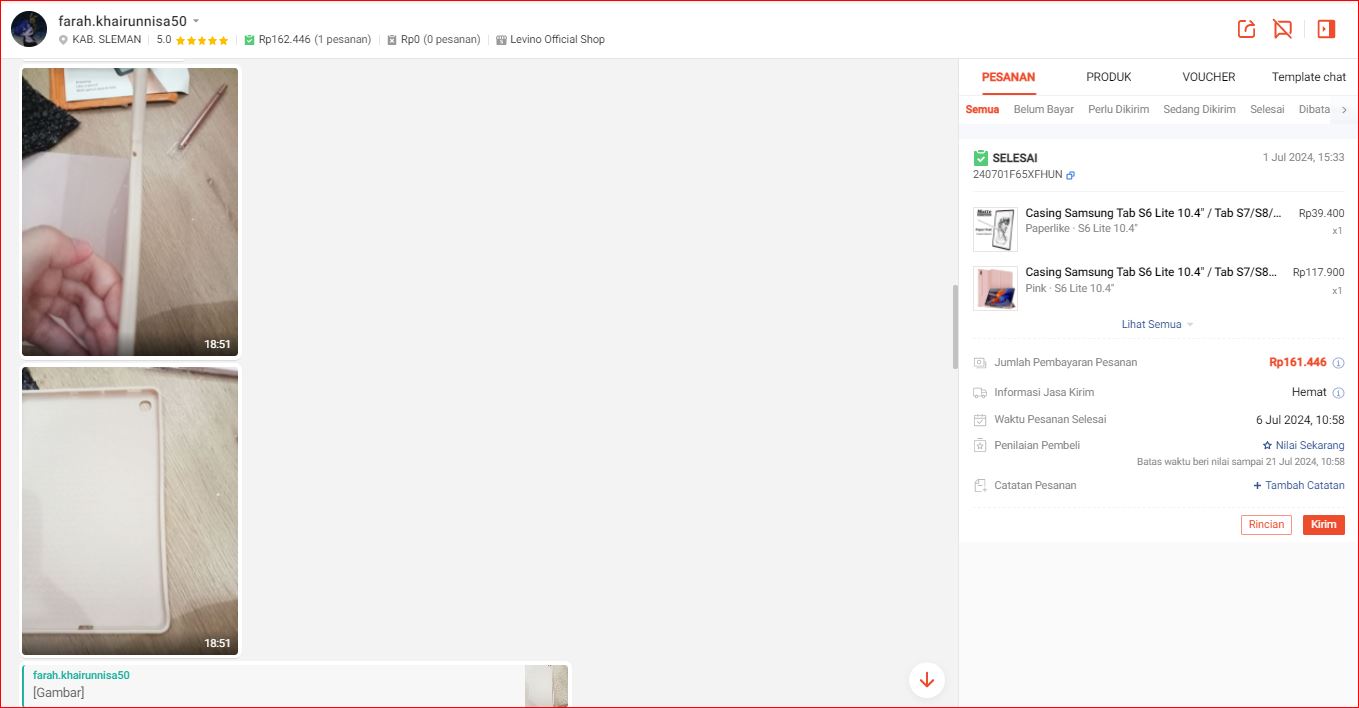 farah.khairunnisa50
KAB. SLEMAN
5.0
Rp162.446 (1 pesanan)
Rp0 (0 pesanan)
Levino Official Shop
18:51
18:51
farah.khairunnisa50
[Gambar]
PESANAN
PRODUK
VOUCHER
Template chat
Semua
Belum Bayar
Perlu Dikirim
Sedang Dikirim
Selesai
Dibata
SELESAI
1 Jul 2024, 15:33
240701F65XFHUN
Casing Samsung Tab S6 Lite 10.4" / Tab S7/S8/...
Rp39.400
Paperlike · S6 Lite 10.4"
x1
Casing Samsung Tab S6 Lite 10.4" / Tab S7/S8...
Rp117.900
Pink · S6 Lite 10.4"
x1
Lihat Semua
Jumlah Pembayaran Pesanan
Rp161.446
Informasi Jasa Kirim
Hemat
Waktu Pesanan Selesai
6 Jul 2024, 10:58
Penilaian Pembeli
Nilai Sekarang
Batas waktu beri nilai sampai 21 Jul 2024, 10:58
Catatan Pesanan
+ Tambah Catatan
Rincian
Kirim